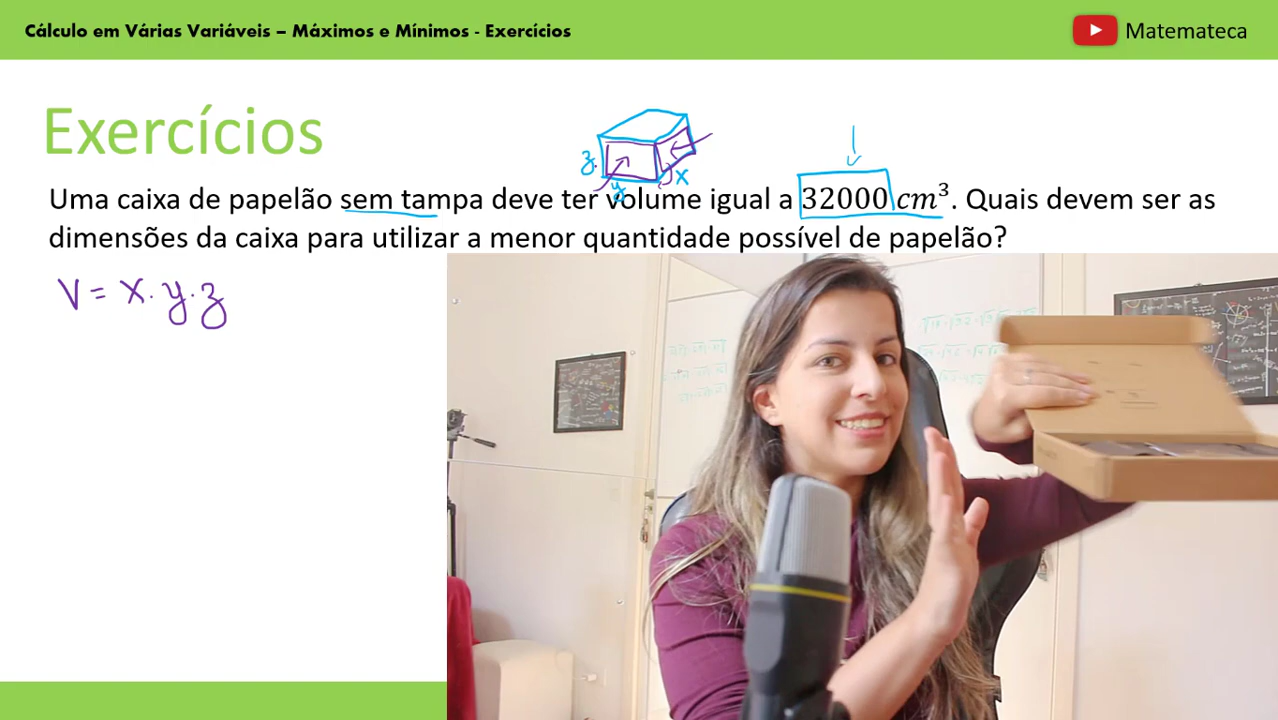 Cálculo em Várias Variáveis – Máximos e Mínimos - Exercícios
Matemateca
Exercícios
z
y
x
Uma caixa de papelão sem tampa deve ter volume igual a 32000 cm³. Quais devem ser as
dimensões da caixa para utilizar a menor quantidade possível de papelão?
V = x.y.z